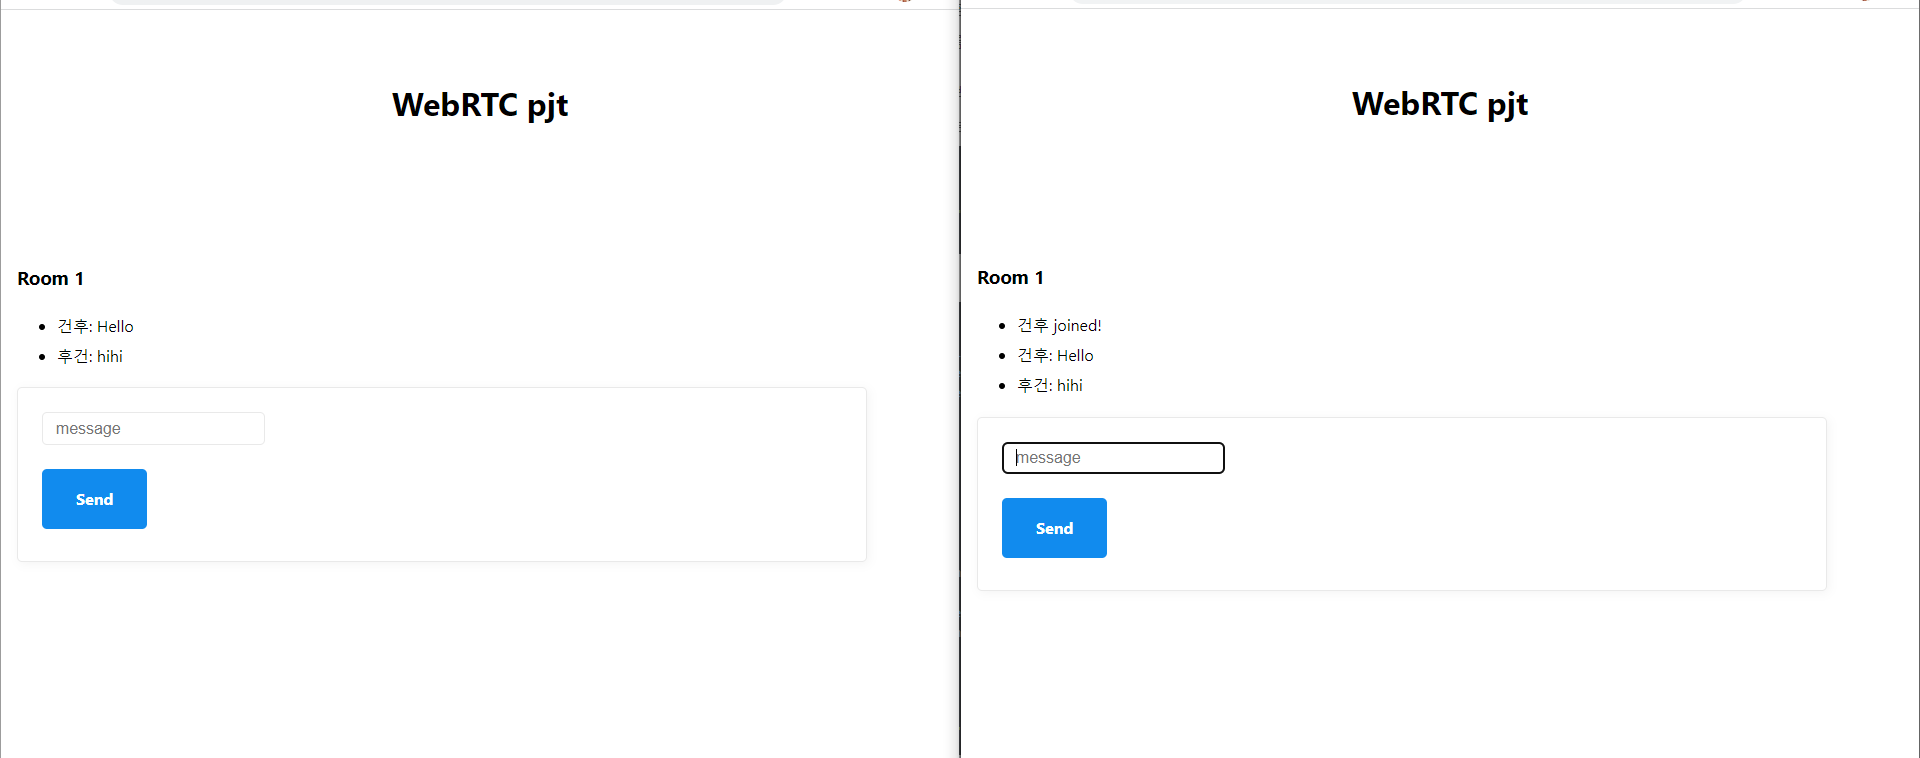 WebRTC pjt
Room 1
건후: Hello
후건: hihi
message
Send
WebRTC pjt
Room 1
건후 joined!
건후: Hello
후건: hihi
message
Send